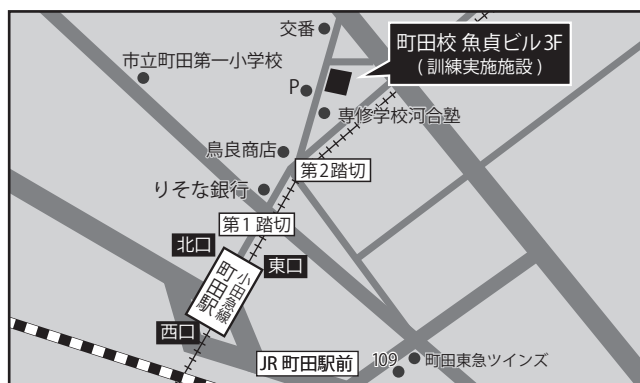 交番
町田校 魚貞ビル3F
(訓練実施施設)
市立町田第一小学校
P
専修学校河合塾
鳥良商店
第2踏切
りそな銀行
第1踏切
北口
東口
小田急線
町田駅
西口
JR町田駅前
109
町田東急ツインズ